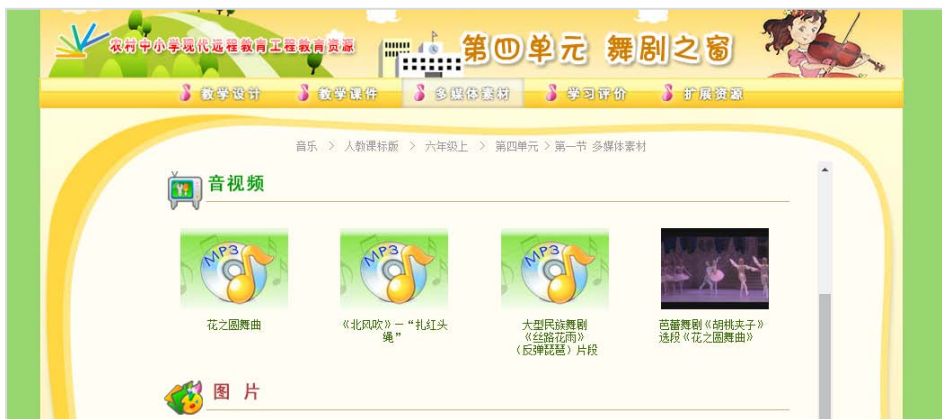 农村中小学现代远程教育工程教育资源
第四单元 舞剧之窗
教学设计 教学课件 多媒体素材 学习评价 扩展资源
音乐 > 人教课标版 > 六年级上 > 第四单元 > 第一节 多媒体素材
音视频
MP3 MP3 MP3
花之圆舞曲
《北风吹》—“扎红头
绳”
大型民族舞剧
《丝路花雨》
（反弹琵琶）片段
芭蕾舞剧《胡桃夹子》
选段《花之圆舞曲》
图 片